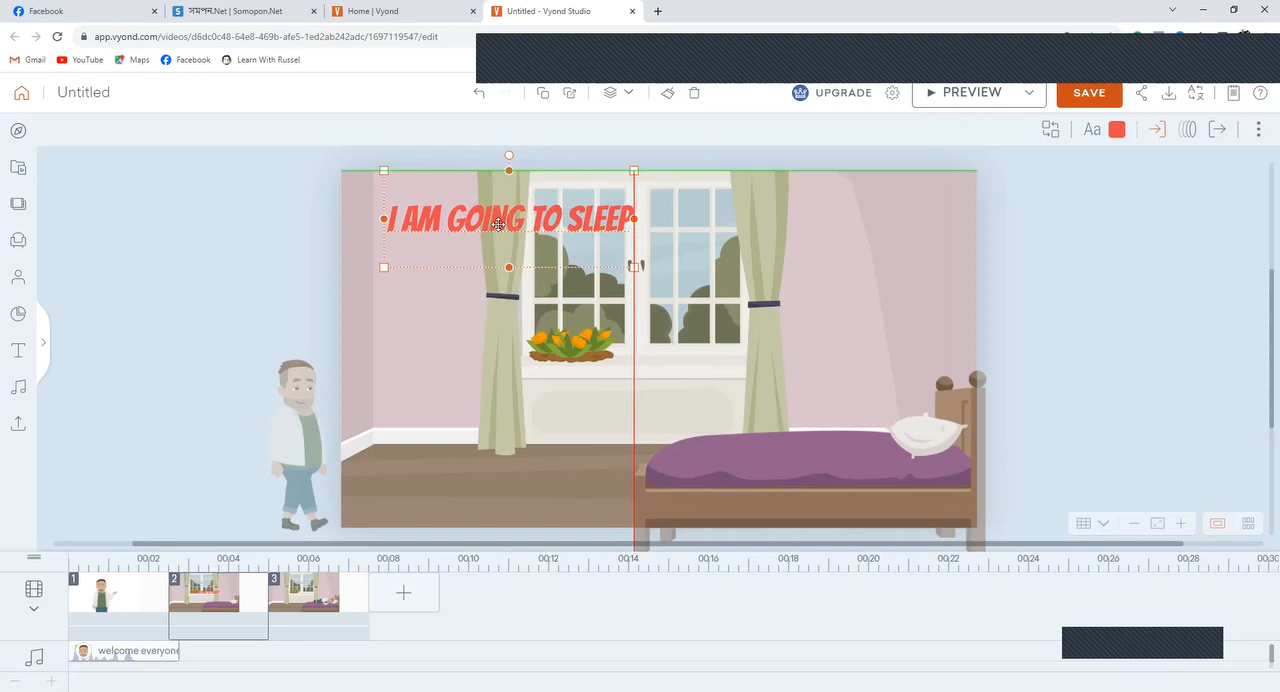 Facebook
সমপন.Net | Somopon.Net
Home | Vyond
Untitled - Vyond Studio
app.vyond.com/videos/d6dc0c48-64e8-469b-afe5-1ed2ab242adc/1697119547/edit
Gmail
YouTube
Maps
Facebook
Learn With Russel
Untitled
UPGRADE
PREVIEW
SAVE
Aa
I AM GOING TO SLEEP
00:02
00:04
00:06
00:08
00:10
00:12
00:14
00:16
00:18
00:20
00:22
00:24
00:26
00:28
00:30
1
2
3
welcome everyone